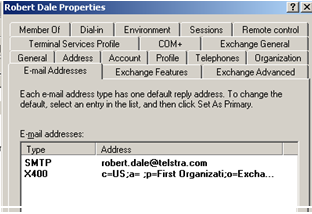 Robert Dale Properties
Member Of Dial-in Environment Sessions Remote control
Terminal Services Profile COM+ Exchange General
General Address Account Profile Telephones Organization
E-mail Addresses Exchange Features Exchange Advanced
Each e-mail address type has one default reply address. To change the
default, select an entry in the list, and then click Set As Primary.
E-mail addresses:
Type Address
SMTP robert.dale@telstra.com
X400 c=US;a= ;p=First Organizati;o=Excha...